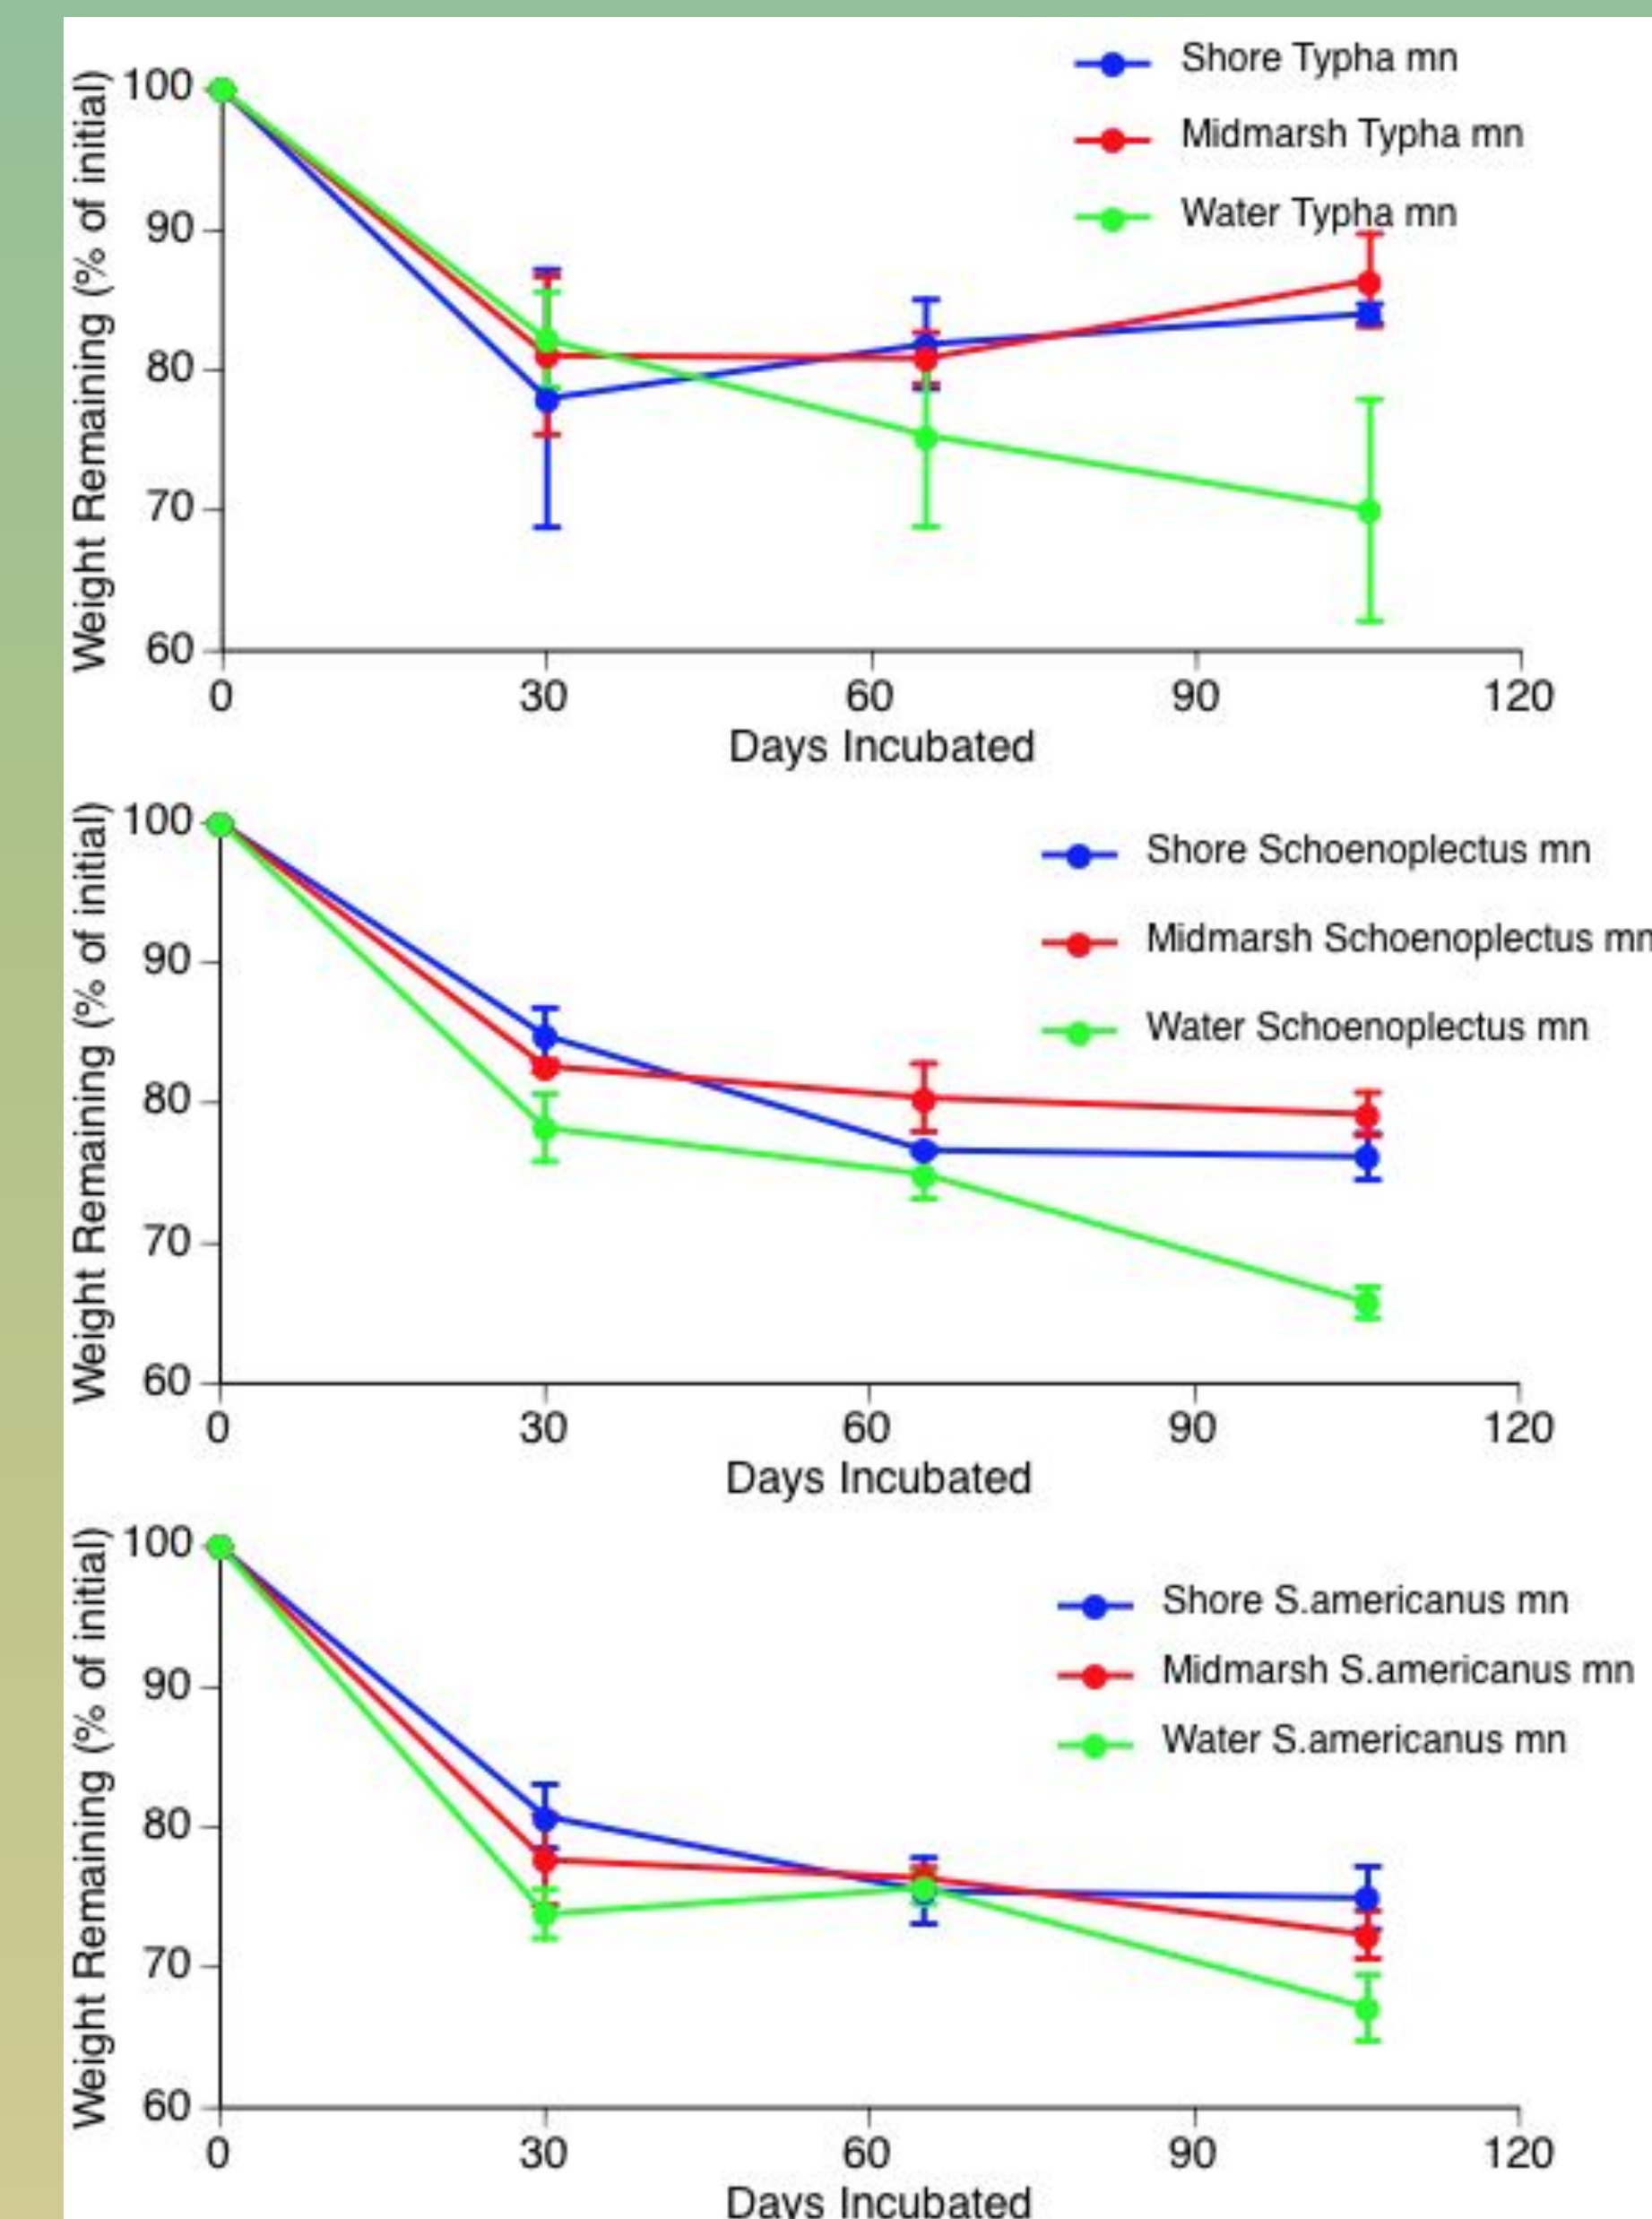 Weight Remaining (% of initial)
100
90
80
70
60
0 30 60 90 120
Days Incubated
Shore Typha mn
Midmarsh Typha mn
Water Typha mn
Weight Remaining (% of initial)
100
90
80
70
60
0 30 60 90 120
Days Incubated
Shore Schoenoplectus mn
Midmarsh Schoenoplectus mn
Water Schoenoplectus mn
Weight Remaining (% of initial)
100
90
80
70
60
0 30 60 90 120
Days Incubated
Shore S.americanus mn
Midmarsh S.americanus mn
Water S.americanus mn